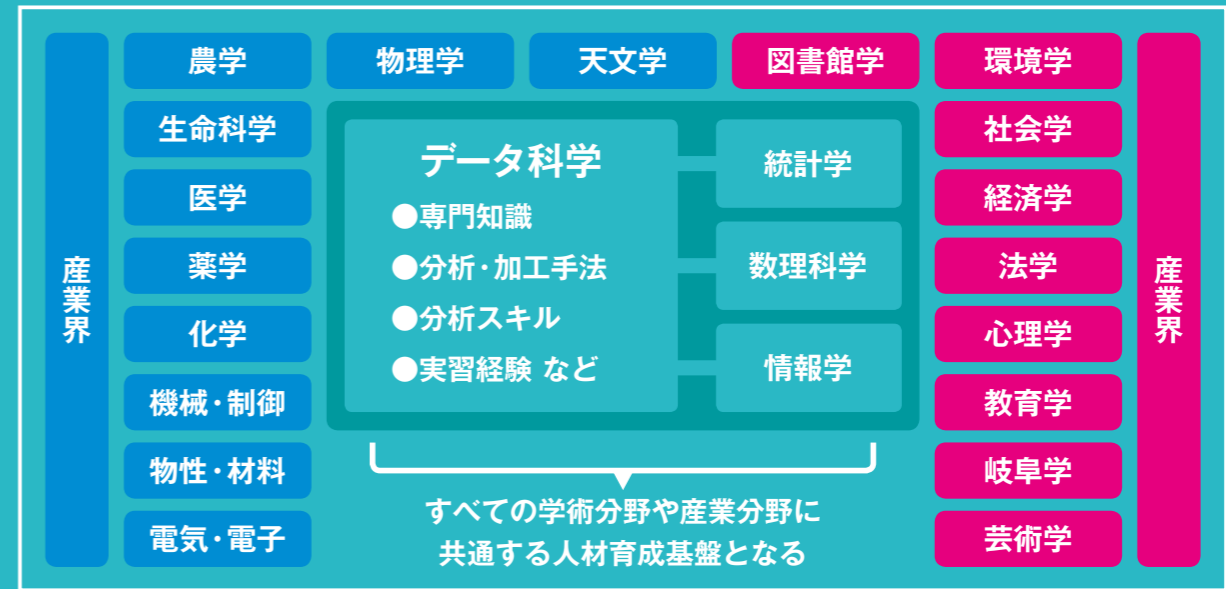 産業界
農学
物理学
天文学
図書館学
環境学
産業界
生命科学
医学
薬学
化学
機械・制御
物性・材料
電気・電子
データ科学
●専門知識
●分析・加工手法
●分析スキル
●実習経験 など
統計学
数理科学
情報学
社会学
経済学
法学
心理学
教育学
岐阜学
芸術学
すべての学術分野や産業分野に
共通する人材育成基盤となる